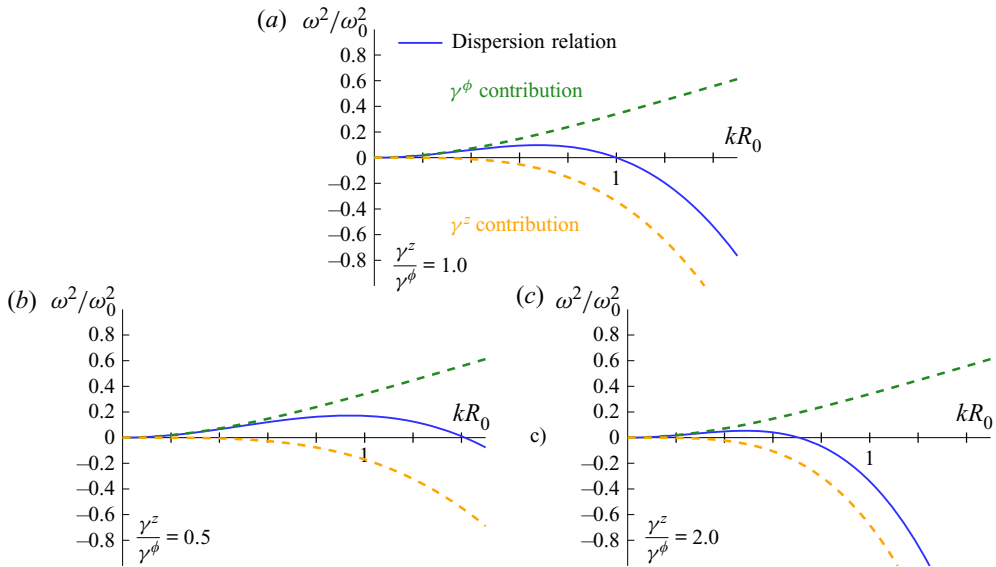 (a) ω²/ω₀²
0
Dispersion relation
0.8
0.6
γ^ϕ contribution
0.4
0.2
kR₀
0
1
–0.2
–0.4
γ^z contribution
–0.6
–0.8
γ^z/γ^ϕ = 1.0
(b) ω²/ω₀²
0
0.8
0.6
0.4
0.2
kR₀
0
1
–0.2
–0.4
–0.6
–0.8
γ^z/γ^ϕ = 0.5
(c) ω²/ω₀²
0
0.8
0.6
0.4
0.2
kR₀
0
c)
1
–0.2
–0.4
–0.6
–0.8
γ^z/γ^ϕ = 2.0